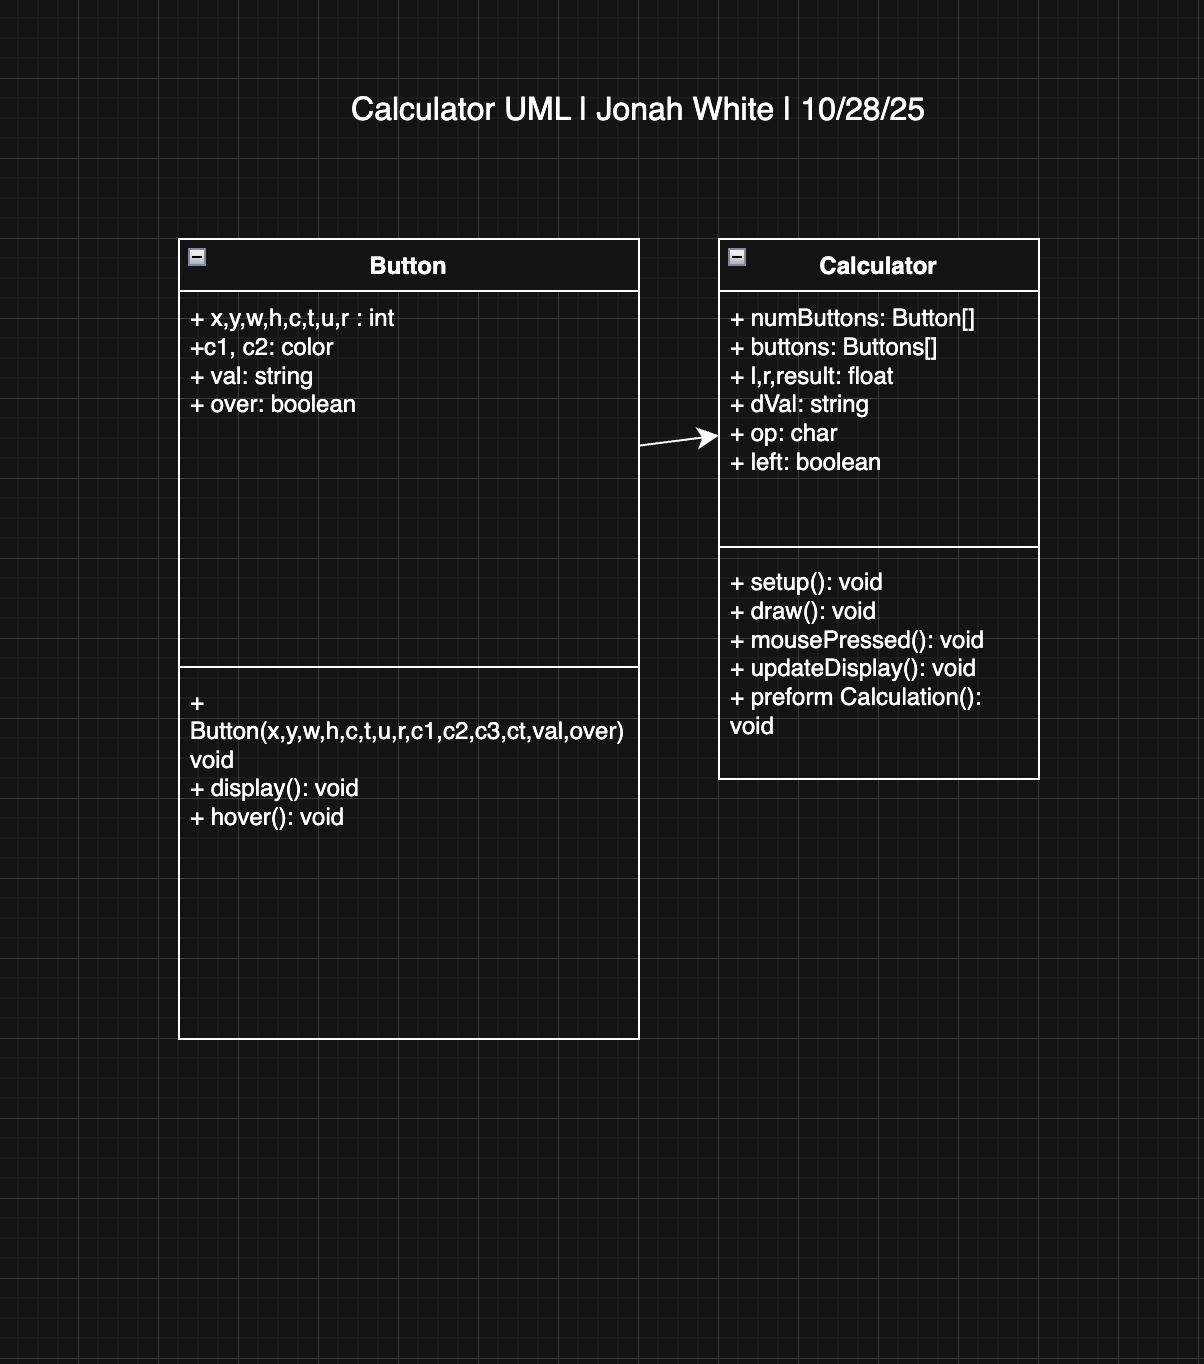 Calculator UML | Jonah White | 10/28/25
Button
+ x,y,w,h,c,t,u,r : int
+c1, c2: color
+ val: string
+ over: boolean
+
Button(x,y,w,h,c,t,u,r,c1,c2,c3,ct,val,over)
void
+ display(): void
+ hover(): void
Calculator
+ numButtons: Button[]
+ buttons: Buttons[]
+ l,r,result: float
+ dVal: string
+ op: char
+ left: boolean
+ setup(): void
+ draw(): void
+ mousePressed(): void
+ updateDisplay(): void
+ preform Calculation():
void